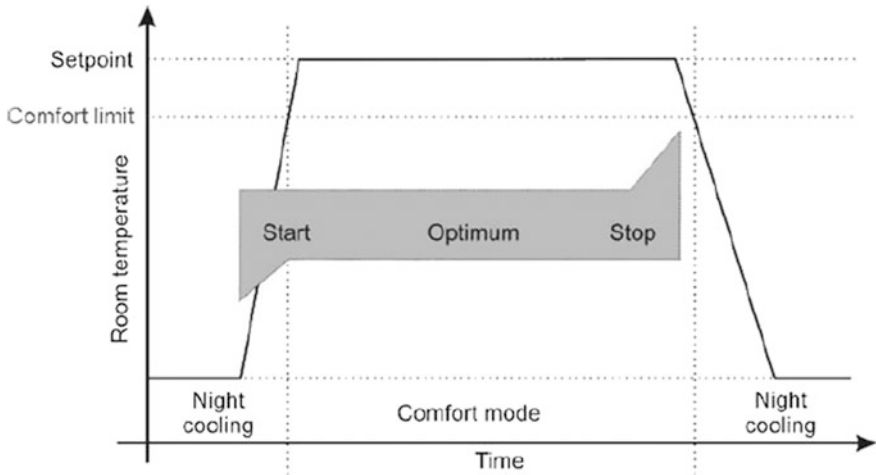 Setpoint
Comfort limit
Room temperature
Start
Optimum
Stop
Night
cooling
Comfort mode
Night
cooling
Time